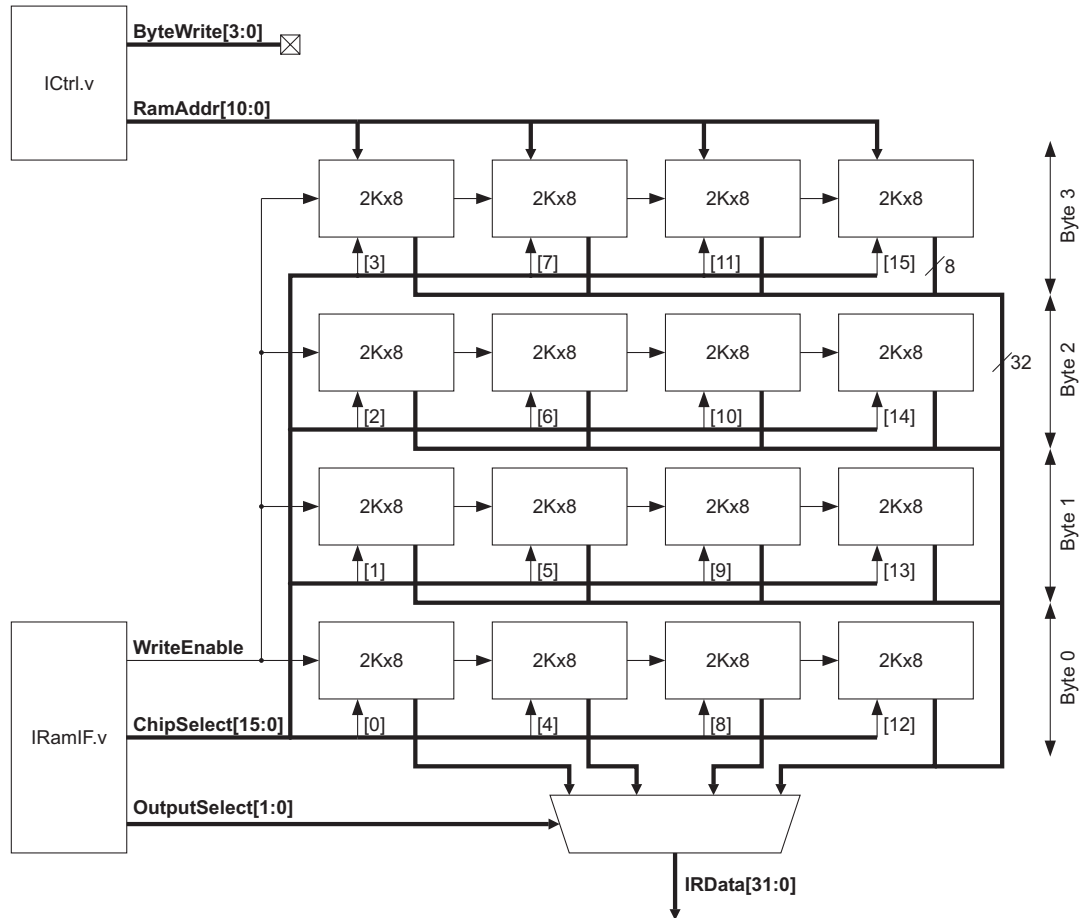 ByteWrite[3:0]
ICtrl.v
RamAddr[10:0]
2Kx8 2Kx8 2Kx8 2Kx8
Byte 3
[3] [7] [11] [15] 8
2Kx8 2Kx8 2Kx8 2Kx8
32
Byte 2
[2] [6] [10] [14]
2Kx8 2Kx8 2Kx8 2Kx8
Byte 1
[1] [5] [9] [13]
WriteEnable
2Kx8 2Kx8 2Kx8 2Kx8
Byte 0
ChipSelect[15:0]
[0] [4] [8] [12]
IRamIF.v
OutputSelect[1:0]
IRData[31:0]